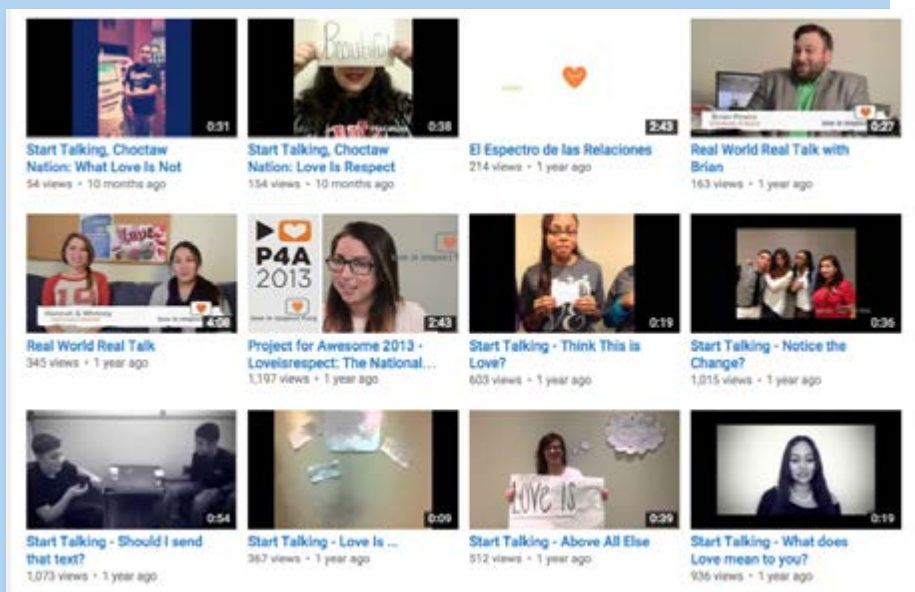 Beautiful
0:31
0:38
2:43
Brian Pinero
0:27
Start Talking, Choctaw
Nation: What Love Is Not
54 views • 10 months ago
Start Talking, Choctaw
Nation: Love Is Respect
154 views • 10 months ago
El Espectro de las Relaciones
214 views • 1 year ago
Real World Real Talk with
Brian
163 views • 1 year ago
Love
Hannah & Whitney
4:08
P4A
2013
2:43
0:19
0:36
Real World Real Talk
345 views • 1 year ago
Project for Awesome 2013 -
Loveisrespect: The National...
1,197 views • 1 year ago
Start Talking - Think This is
Love?
603 views • 1 year ago
Start Talking - Notice the
Change?
1,015 views • 1 year ago
0:54
0:09
LOVE IS
0:39
0:19
Start Talking - Should I send
that text?
1,073 views • 1 year ago
Start Talking - Love Is ...
367 views • 1 year ago
Start Talking - Above All Else
512 views • 1 year ago
Start Talking - What does
Love mean to you?
936 views • 1 year ago